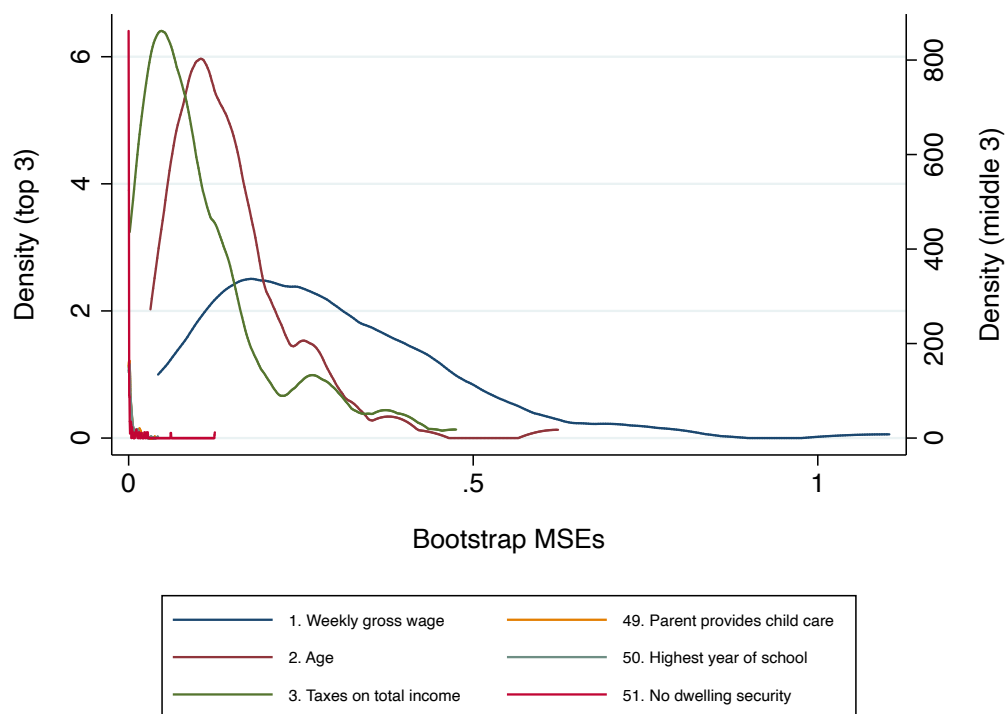 Density (top 3)
6
4
2
0
800
600
400
200
0
Density (middle 3)
0
.5
1
Bootstrap MSEs
1. Weekly gross wage
49. Parent provides child care
2. Age
50. Highest year of school
3. Taxes on total income
51. No dwelling security